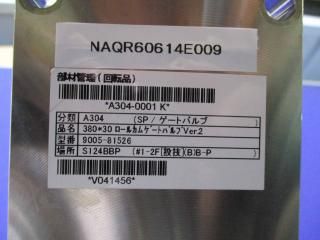 NAQR60614E009
部材管理(回転品)
*A304-0001 K*
分類 A304 (SP/ゲートバルブ
品名 380*30 ロールカムゲートバルブVer2
型番 9005-81526
場所 S124BBP (#1-2F[設技](B)B-P )
*V041456*